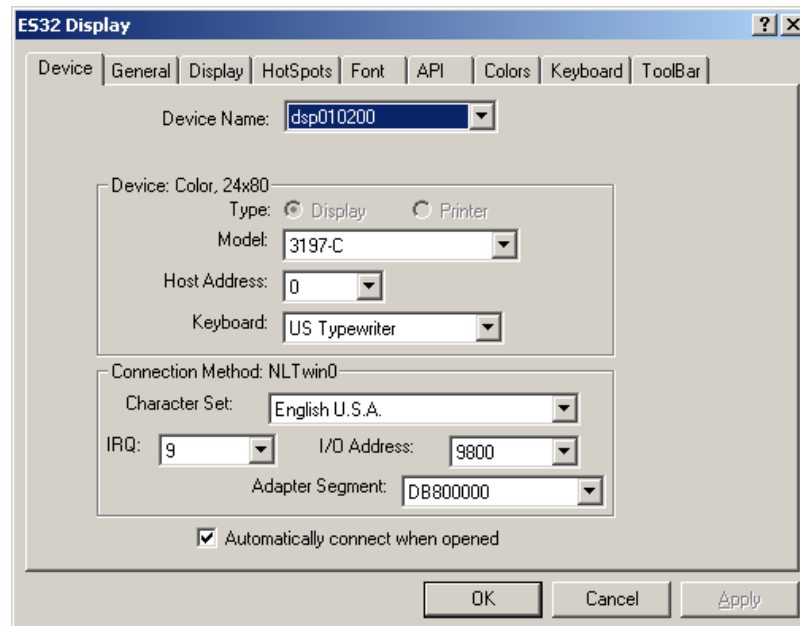 ES32 Display
Device General Display HotSpots Font API Colors Keyboard ToolBar
Device Name: dsp010200
Device: Color, 24x80
Type: Display Printer
Model: 3197-C
Host Address: 0
Keyboard: US Typewriter
Connection Method: NLTwin0
Character Set: English U.S.A.
IRQ: 9 I/O Address: 9800
Adapter Segment: DB800000
Automatically connect when opened
OK Cancel Apply